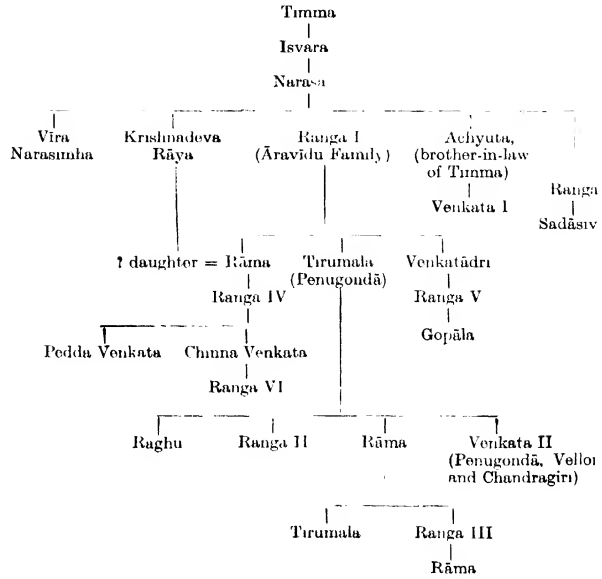 Timma
Isvara
Narasa
Vīra Krishnadeva Ranga I Achyuta,
Narasimha Rāya (Āravīdu Family) (brother-in-law
of Timma)
Ranga
Venkata I
Sadāsiv
? daughter = Rāma Tirumala Venkatādri
(Penugondā)
Ranga IV Ranga V
Gopāla
Pedda Venkata Chinna Venkata
Ranga VI
Raghu Ranga II Rāma Venkata II
(Penugondā, Vellor
and Chandragiri)
Tirumala Ranga III
Rāma